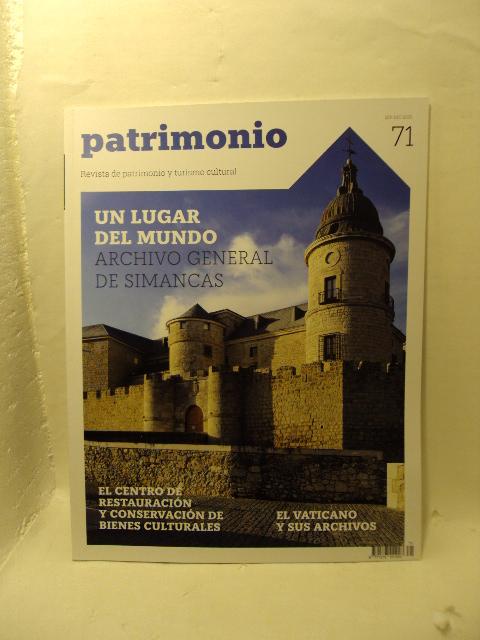 patrimonio
71
Revista de patrimonio y turismo cultural
UN LUGAR
DEL MUNDO
ARCHIVO GENERAL
DE SIMANCAS
EL CENTRO DE
RESTAURACIÓN
Y CONSERVACIÓN DE
BIENES CULTURALES
EL VATICANO
Y SUS ARCHIVOS